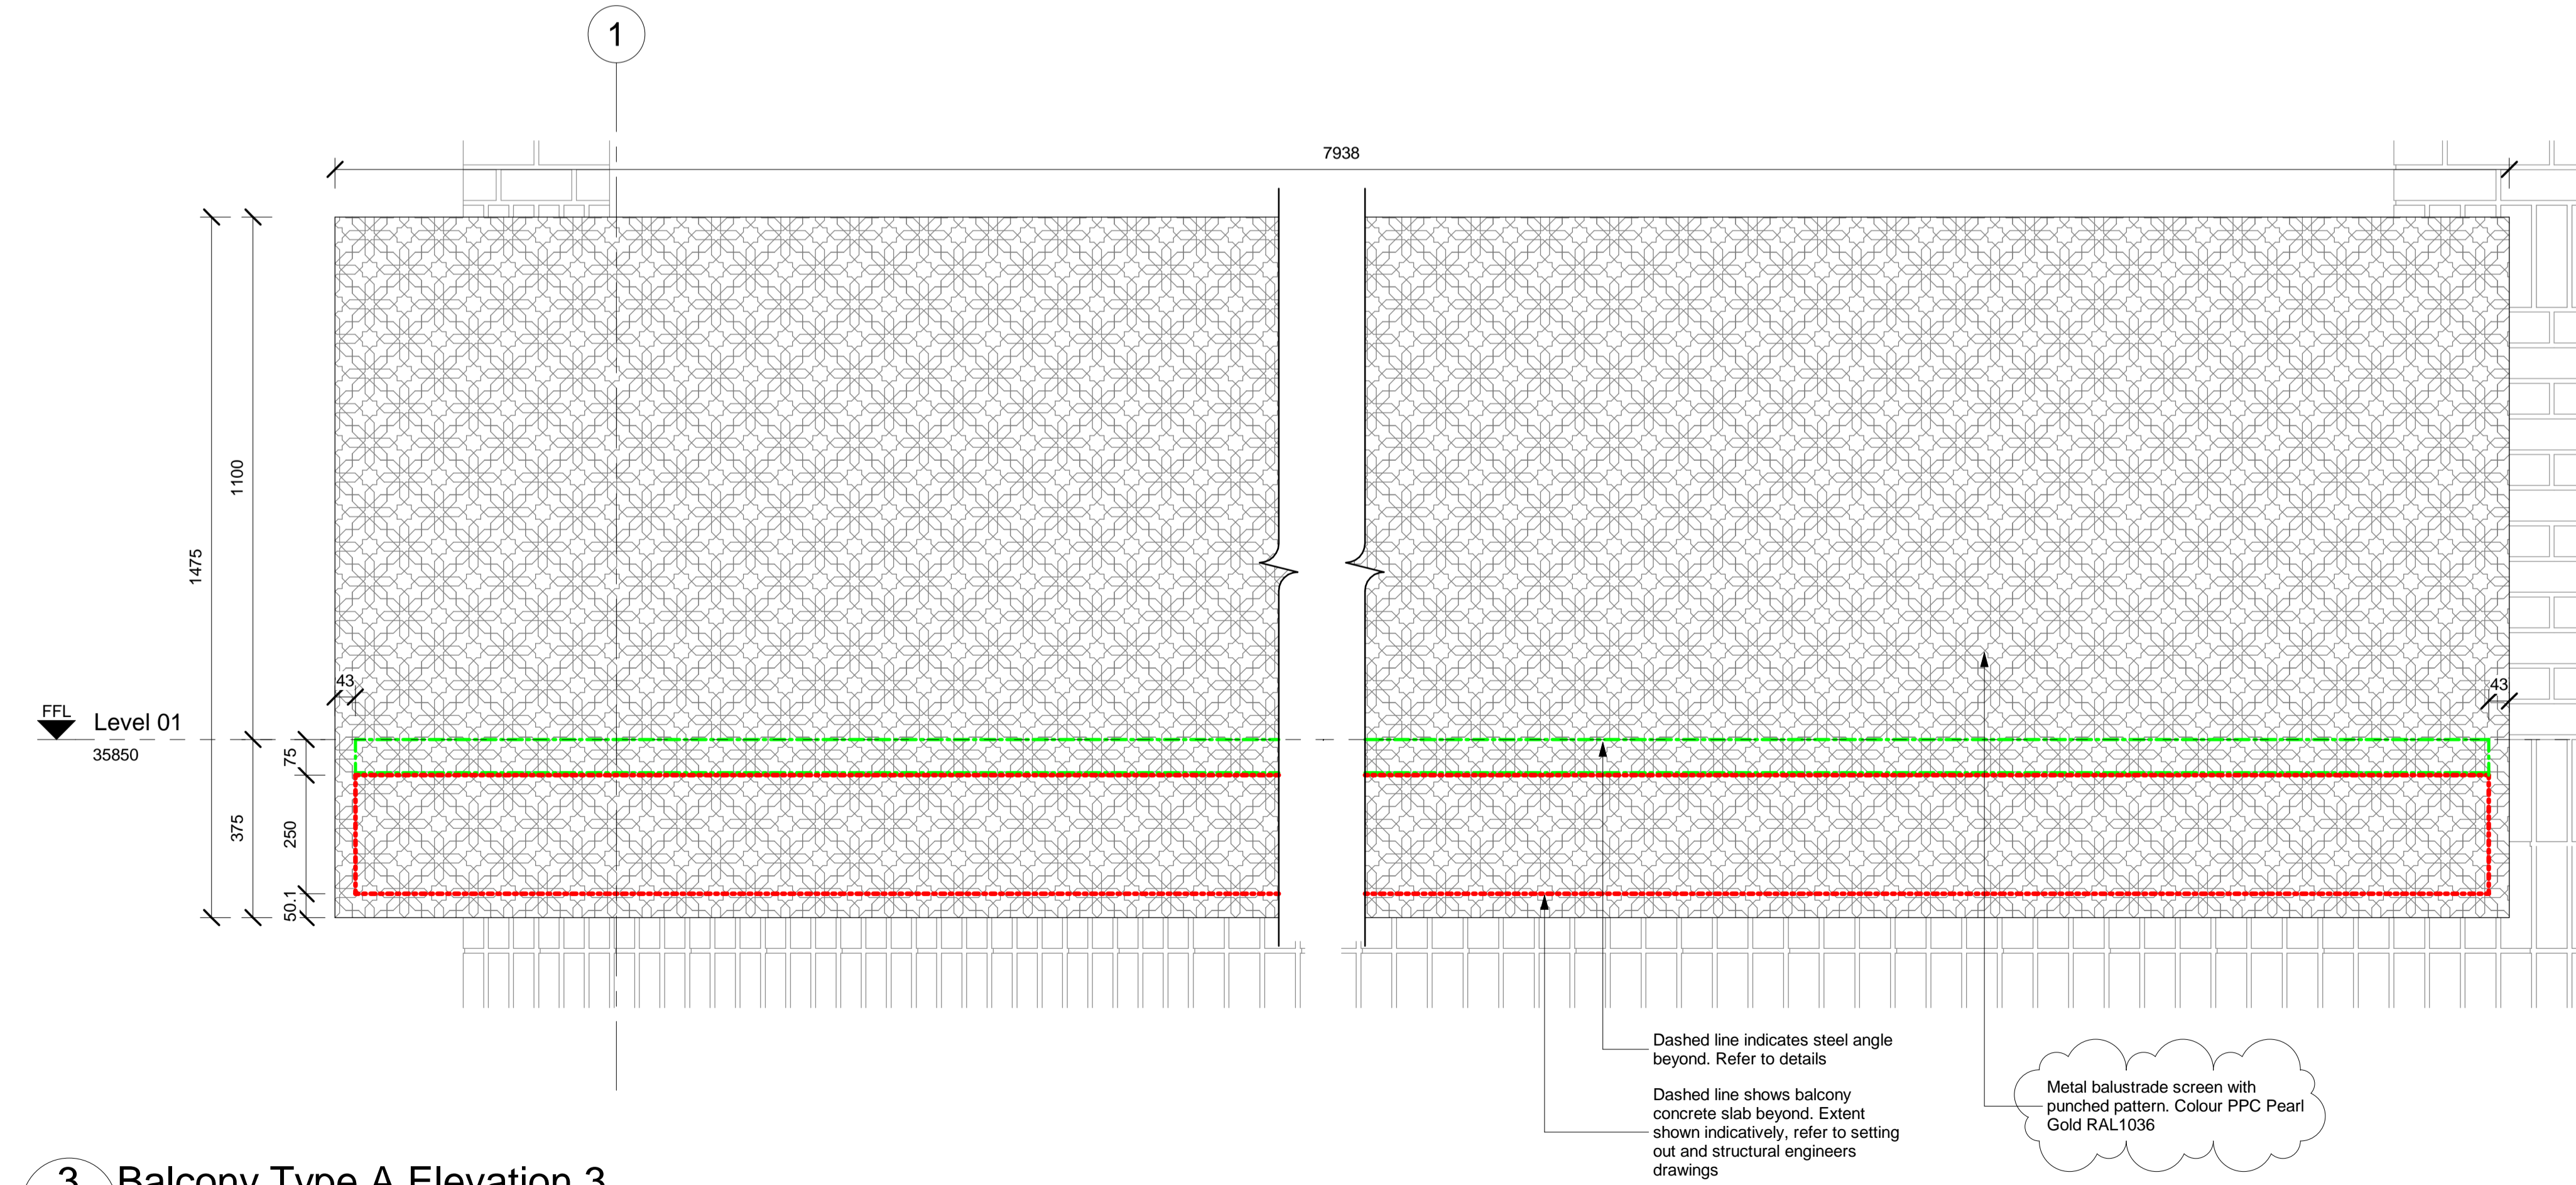 1
7938
1100
1475
43
43
FFL
Level 01
35850
75
375
250
50.1
Dashed line indicates steel angle
beyond. Refer to details
Dashed line shows balcony
concrete slab beyond. Extent
shown indicatively, refer to setting
out and structural engineers
drawings
Metal balustrade screen with
punched pattern. Colour PPC Pearl
Gold RAL1036
3
Balcony Type A Elevation 3